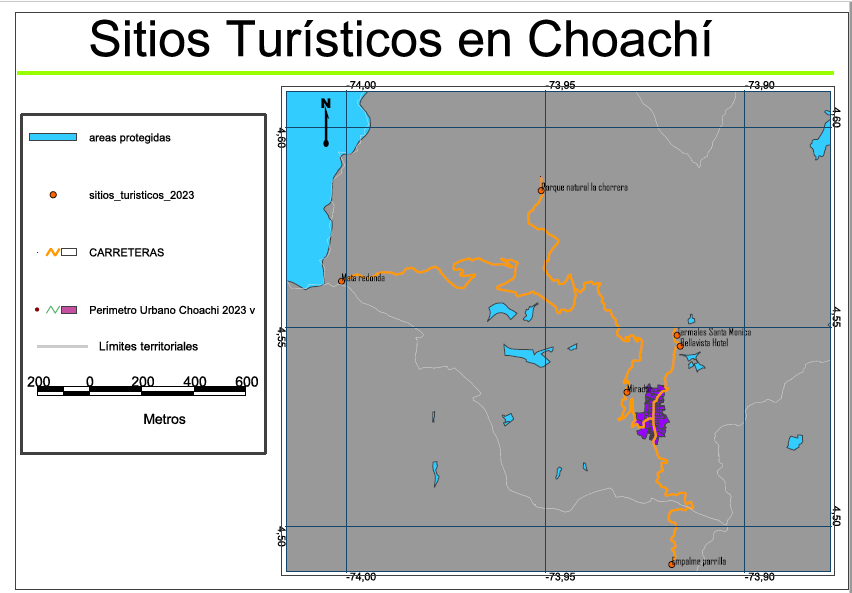 Sitios Turísticos en Choachí
areas protegidas
sitios_turisticos_2023
CARRETERAS
Perimetro Urbano Choachi 2023 v
Límites territoriales
200 0 200 400 600
Metros
-74,00 -73,95 -73,90
N
4,60 4,60
Parque natural la chorrera
Mata redonda
4,55 4,55
Termales Santa Monica
Bellavista Hotel
Mirador
4,50 4,50
Empalme parrilla
-74,00 -73,95 -73,90